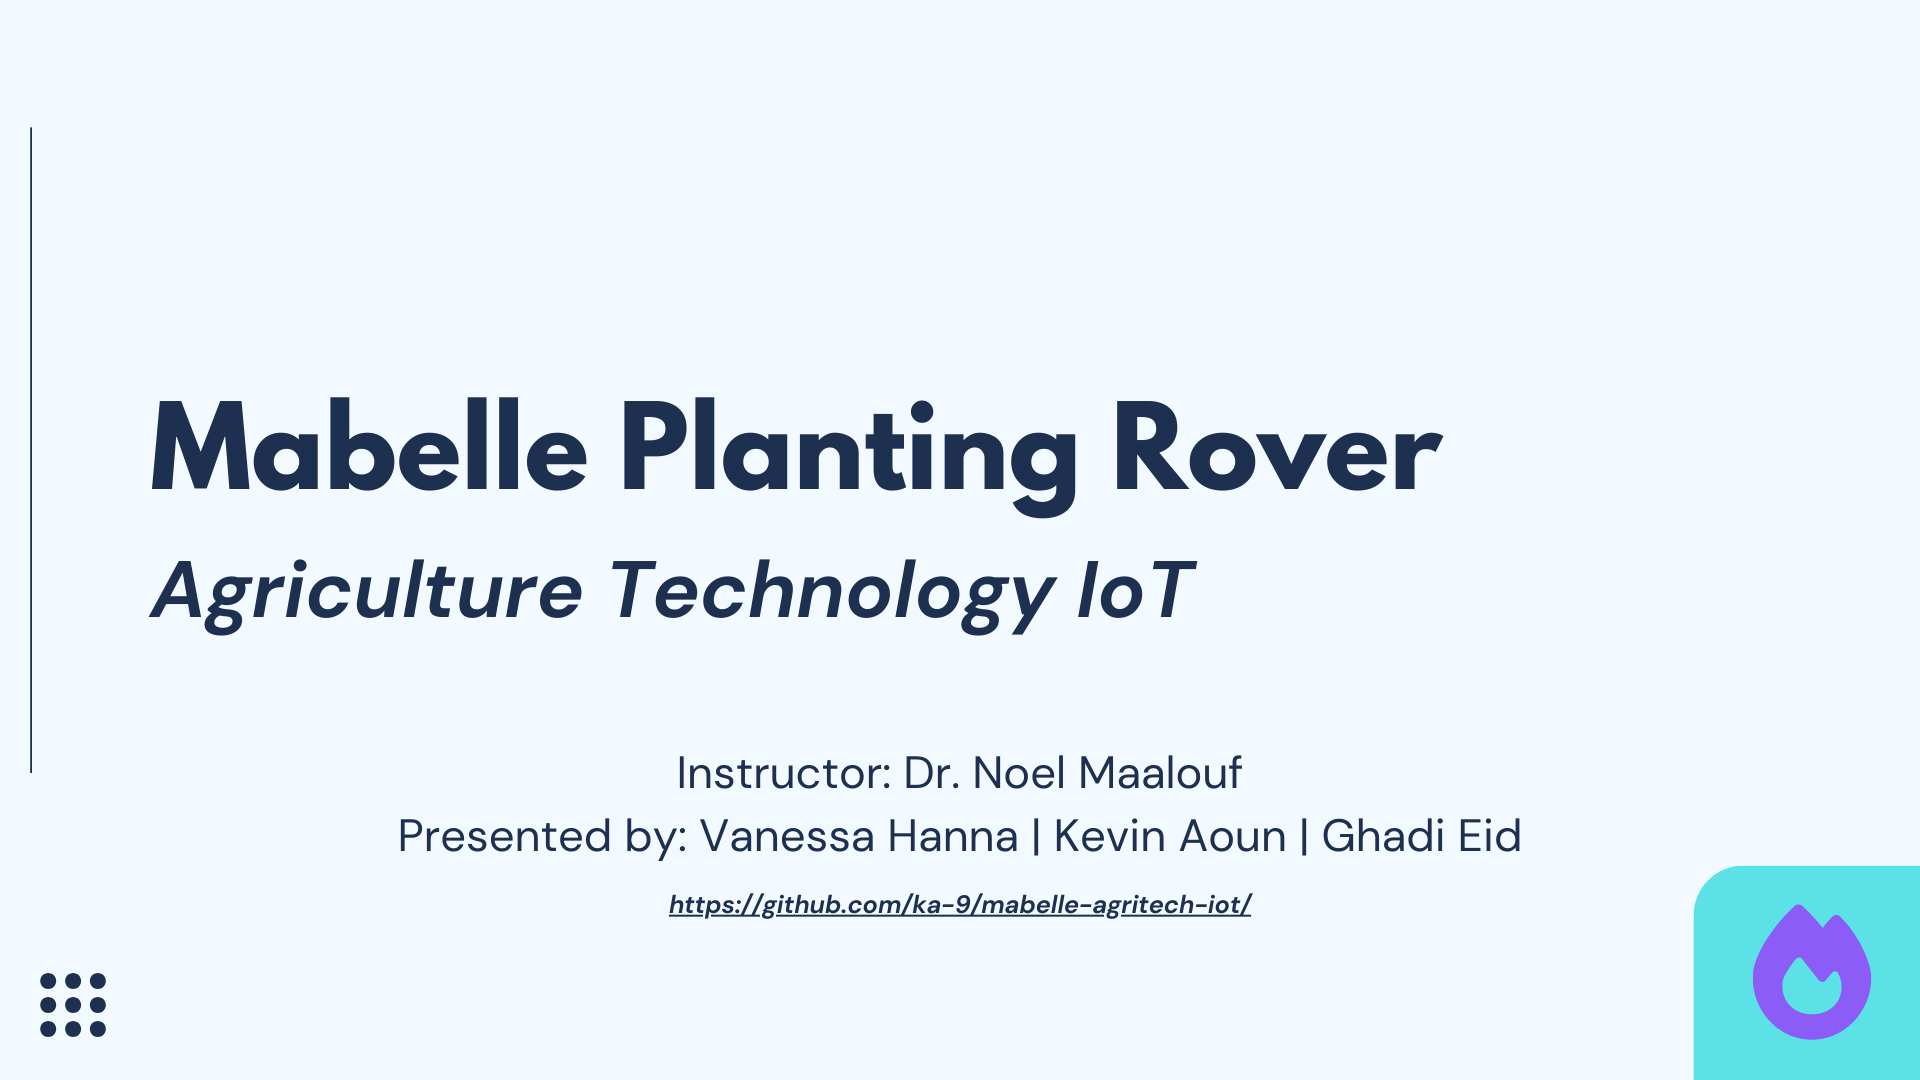 Mabelle Planting Rover
Agriculture Technology IoT
Instructor: Dr. Noel Maalouf
Presented by: Vanessa Hanna | Kevin Aoun | Ghadi Eid
https://github.com/ka-9/mabelle-agritech-iot/